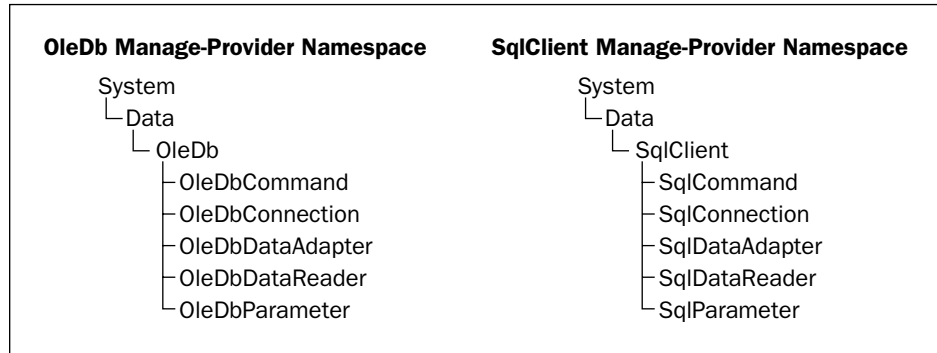 OleDb Manage-Provider Namespace
System
Data
OleDb
OleDbCommand
OleDbConnection
OleDbDataAdapter
OleDbDataReader
OleDbParameter
SqlClient Manage-Provider Namespace
System
Data
SqlClient
SqlCommand
SqlConnection
SqlDataAdapter
SqlDataReader
SqlParameter